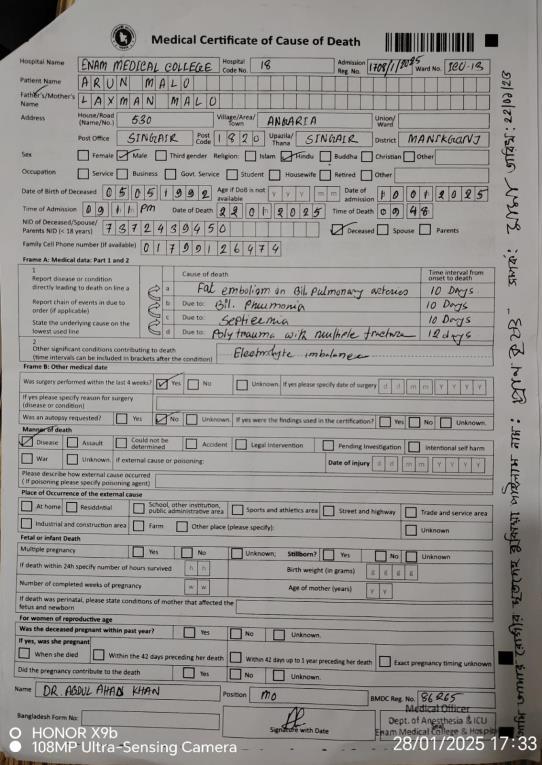 Medical Certificate of Cause of Death
Hospital Name ENAM MEDICAL COLLEGE Hospital Code No. 18 Admission Reg. No. 1708/1/2025 Ward No. ICU-18
Patient Name ARUN MALO
Father's/Mother's Name LAXMAN MALO
Address House/Road (Name/No.) 530 Village/Area/Town ANGARIA Union/Ward
Post Office SINGAIR Post Code 1820 Upazila/Thana SINGAIR District MANIKGONJ
Sex Female Male Third gender Religion: Islam Hindu Buddha Christian Other
Occupation Service Business Govt. Service Student Housewife Retired Other
Date of Birth of Deceased 05051992 Age if DoB is not available y y y m m Date of admission 10012025
Time of Admission 0911 PM Date of Death 22012025 Time of Death 0948
NID of Deceased/Spouse/Parents NID (< 18 years) 7372439450 Deceased Spouse Parents
Family Cell Phone number (if available) 01799126474
Frame A: Medical data: Part 1 and 2
1 Cause of death Time interval from onset to death
Report disease or condition directly leading to death on line a a Fat embolism on Bil. Pulmonary arteries 10 Days
Report chain of events in due to order (if applicable) b Due to: Bil. Pneumonia 10 Days
State the underlying cause on the lowest used line c Due to: Septicemia 10 Days
d Due to: Polytrauma with multiple fracture 12 days
2
Other significant conditions contributing to death (time intervals can be included in brackets after the condition) Electrolyte imbalance
Frame B: Other medical data
Was surgery performed within the last 4 weeks? Yes No Unknown. If yes please specify date of surgery d d m m Y Y Y Y
If yes please specify reason for surgery (disease or condition)
Was an autopsy requested? Yes No Unknown. If yes were the findings used in the certification? Yes No Unknown.
Manner of death
Disease Assault Could not be determined Accident Legal intervention Pending Investigation Intentional self harm
War Unknown. If external cause or poisoning: Date of injury d d m m Y Y Y Y
Please describe how external cause occurred (If poisoning please specify poisoning agent)
Place of Occurrence of the external cause
At home Residential School, other institution, public administrative area Sports and athletics area Street and highway Trade and service area
Industrial and construction area Farm Other place (please specify): Unknown
Fetal or infant Death
Multiple pregnancy Yes No Unknown; Stillborn? Yes No Unknown
If death within 24h specify number of hours survived h h Birth weight (in grams) g g g g
Number of completed weeks of pregnancy w w Age of mother (years) y y
If death was perinatal, please state conditions of mother that affected the fetus and newborn
For women of reproductive age
Was the deceased pregnant within past year? Yes No Unknown.
If yes, was she pregnant
When she died Within the 42 days preceding her death Within 42 days up to 1 year preceding her death Exact pregnancy timing unknown
Did the pregnancy contribute to the death Yes No Unknown.
Name DR. ABDUL AHAD KHAN Position MO BMDC Reg. No. 86265
Medical Officer
Bangladesh Form No: Signature with Date Dept. of Anesthesia & ICU
Enam Medical College & Hospital
HONOR X9b
108MP Ultra-Sensing Camera
28/01/2025 17:33